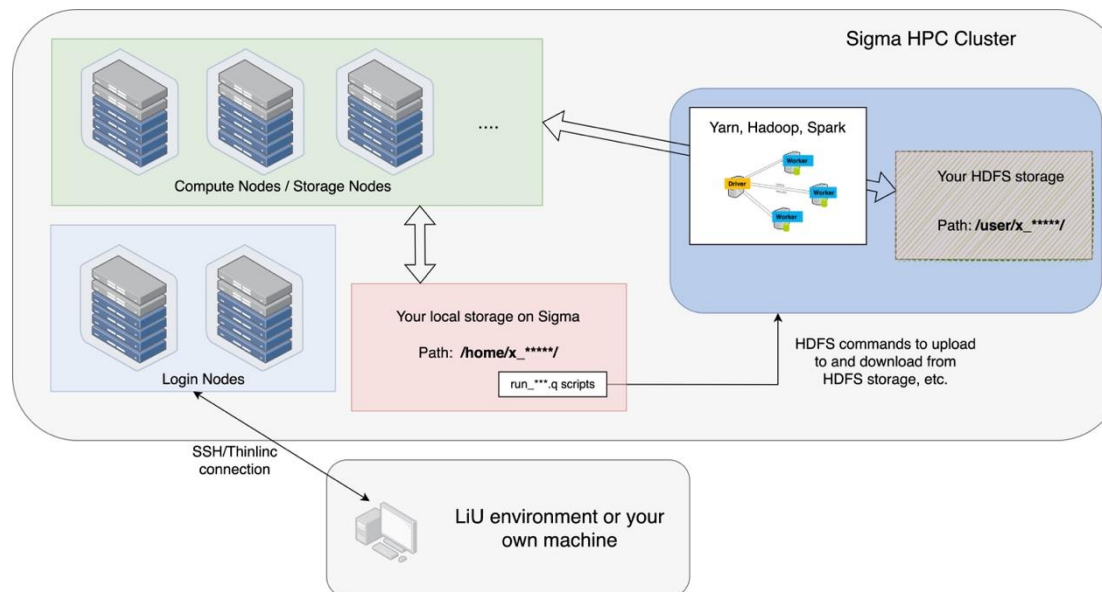 Sigma HPC Cluster
Compute Nodes / Storage Nodes
....
Yarn, Hadoop, Spark
Worker
Driver
Worker
Worker
Your HDFS storage
Path: /user/x_*****/
Login Nodes
Your local storage on Sigma
Path: /home/x_*****/
run_***.q scripts
HDFS commands to upload
to and download from
HDFS storage, etc.
SSH/Thinlinc
connection
LiU environment or your
own machine